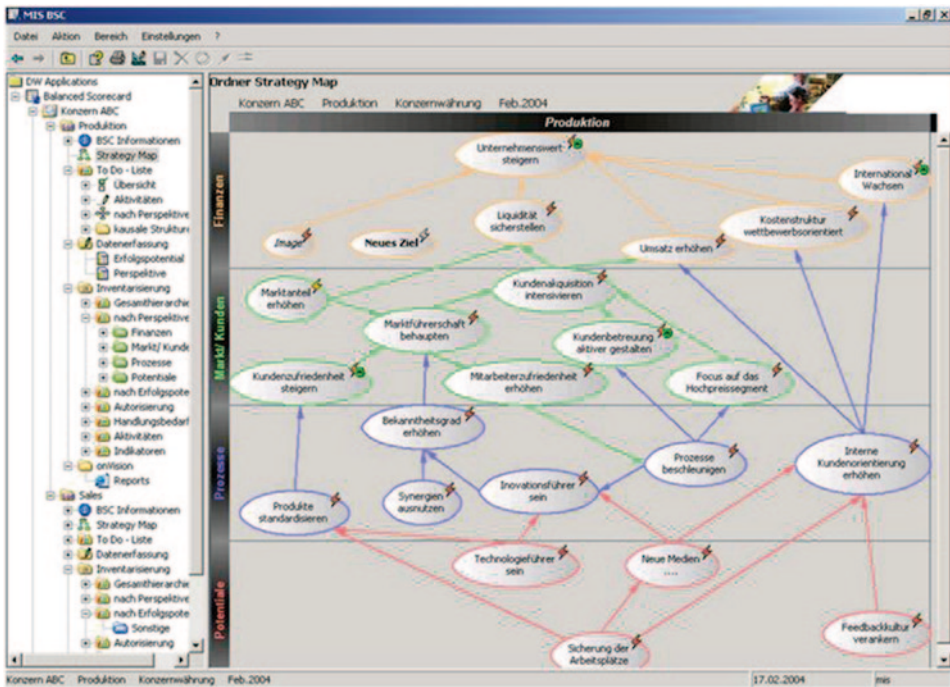 MIS BSC
Datei Aktion Bereich Einstellungen ?
DW Applications
Balanced Scorecard
Konzern ABC
Produktion
BSC Informationen
Strategy Map
To Do - Liste
Übersicht
Aktivitäten
nach Perspektive
kausale Strukture
Datenerfassung
Erfolgspotential
Perspektive
Inventarisierung
Gesamthierarchie
nach Perspektive
Finanzen
Markt/ Kunde
Prozesse
Potentiale
nach Erfolgspote
Autorisierung
Handlungsbedarf
Aktivitäten
Indikatoren
onVision
Reports
Sales
BSC Informationen
Strategy Map
To Do - Liste
Datenerfassung
Inventarisierung
Gesamthierarchie
nach Perspektive
nach Erfolgspote
Sonstige
Autorisierung
Ordner Strategy Map
Konzern ABC Produktion Konzernwährung Feb.2004
Produktion
Finanzen
Unternehmenswert
steigern
International
Wachsen
Liquidität
sicherstellen
Kostenstruktur
wettbewerbsorientiert
Image
Neues Ziel
Umsatz erhöhen
Markt/ Kunden
Marktanteil
erhöhen
Kundenakquisition
intensivieren
Marktführerschaft
behaupten
Kundenbetreuung
aktiver gestalten
Kundenzufriedenheit
steigern
Mitarbeiterzufriedenheit
erhöhen
Focus auf das
Hochpreissegment
Prozesse
Bekanntheitsgrad
erhöhen
Prozesse
beschleunigen
Interne
Kundenorientierung
erhöhen
Inovationsführer
sein
Synergien
ausnutzen
Produkte
standardisieren
Potentiale
Technologieführer
sein
Neue Medien
....
Feedbackkultur
verankern
Sicherung der
Arbeitsplätze
Konzern ABC Produktion Konzernwährung Feb.2004 17.02.2004 mis